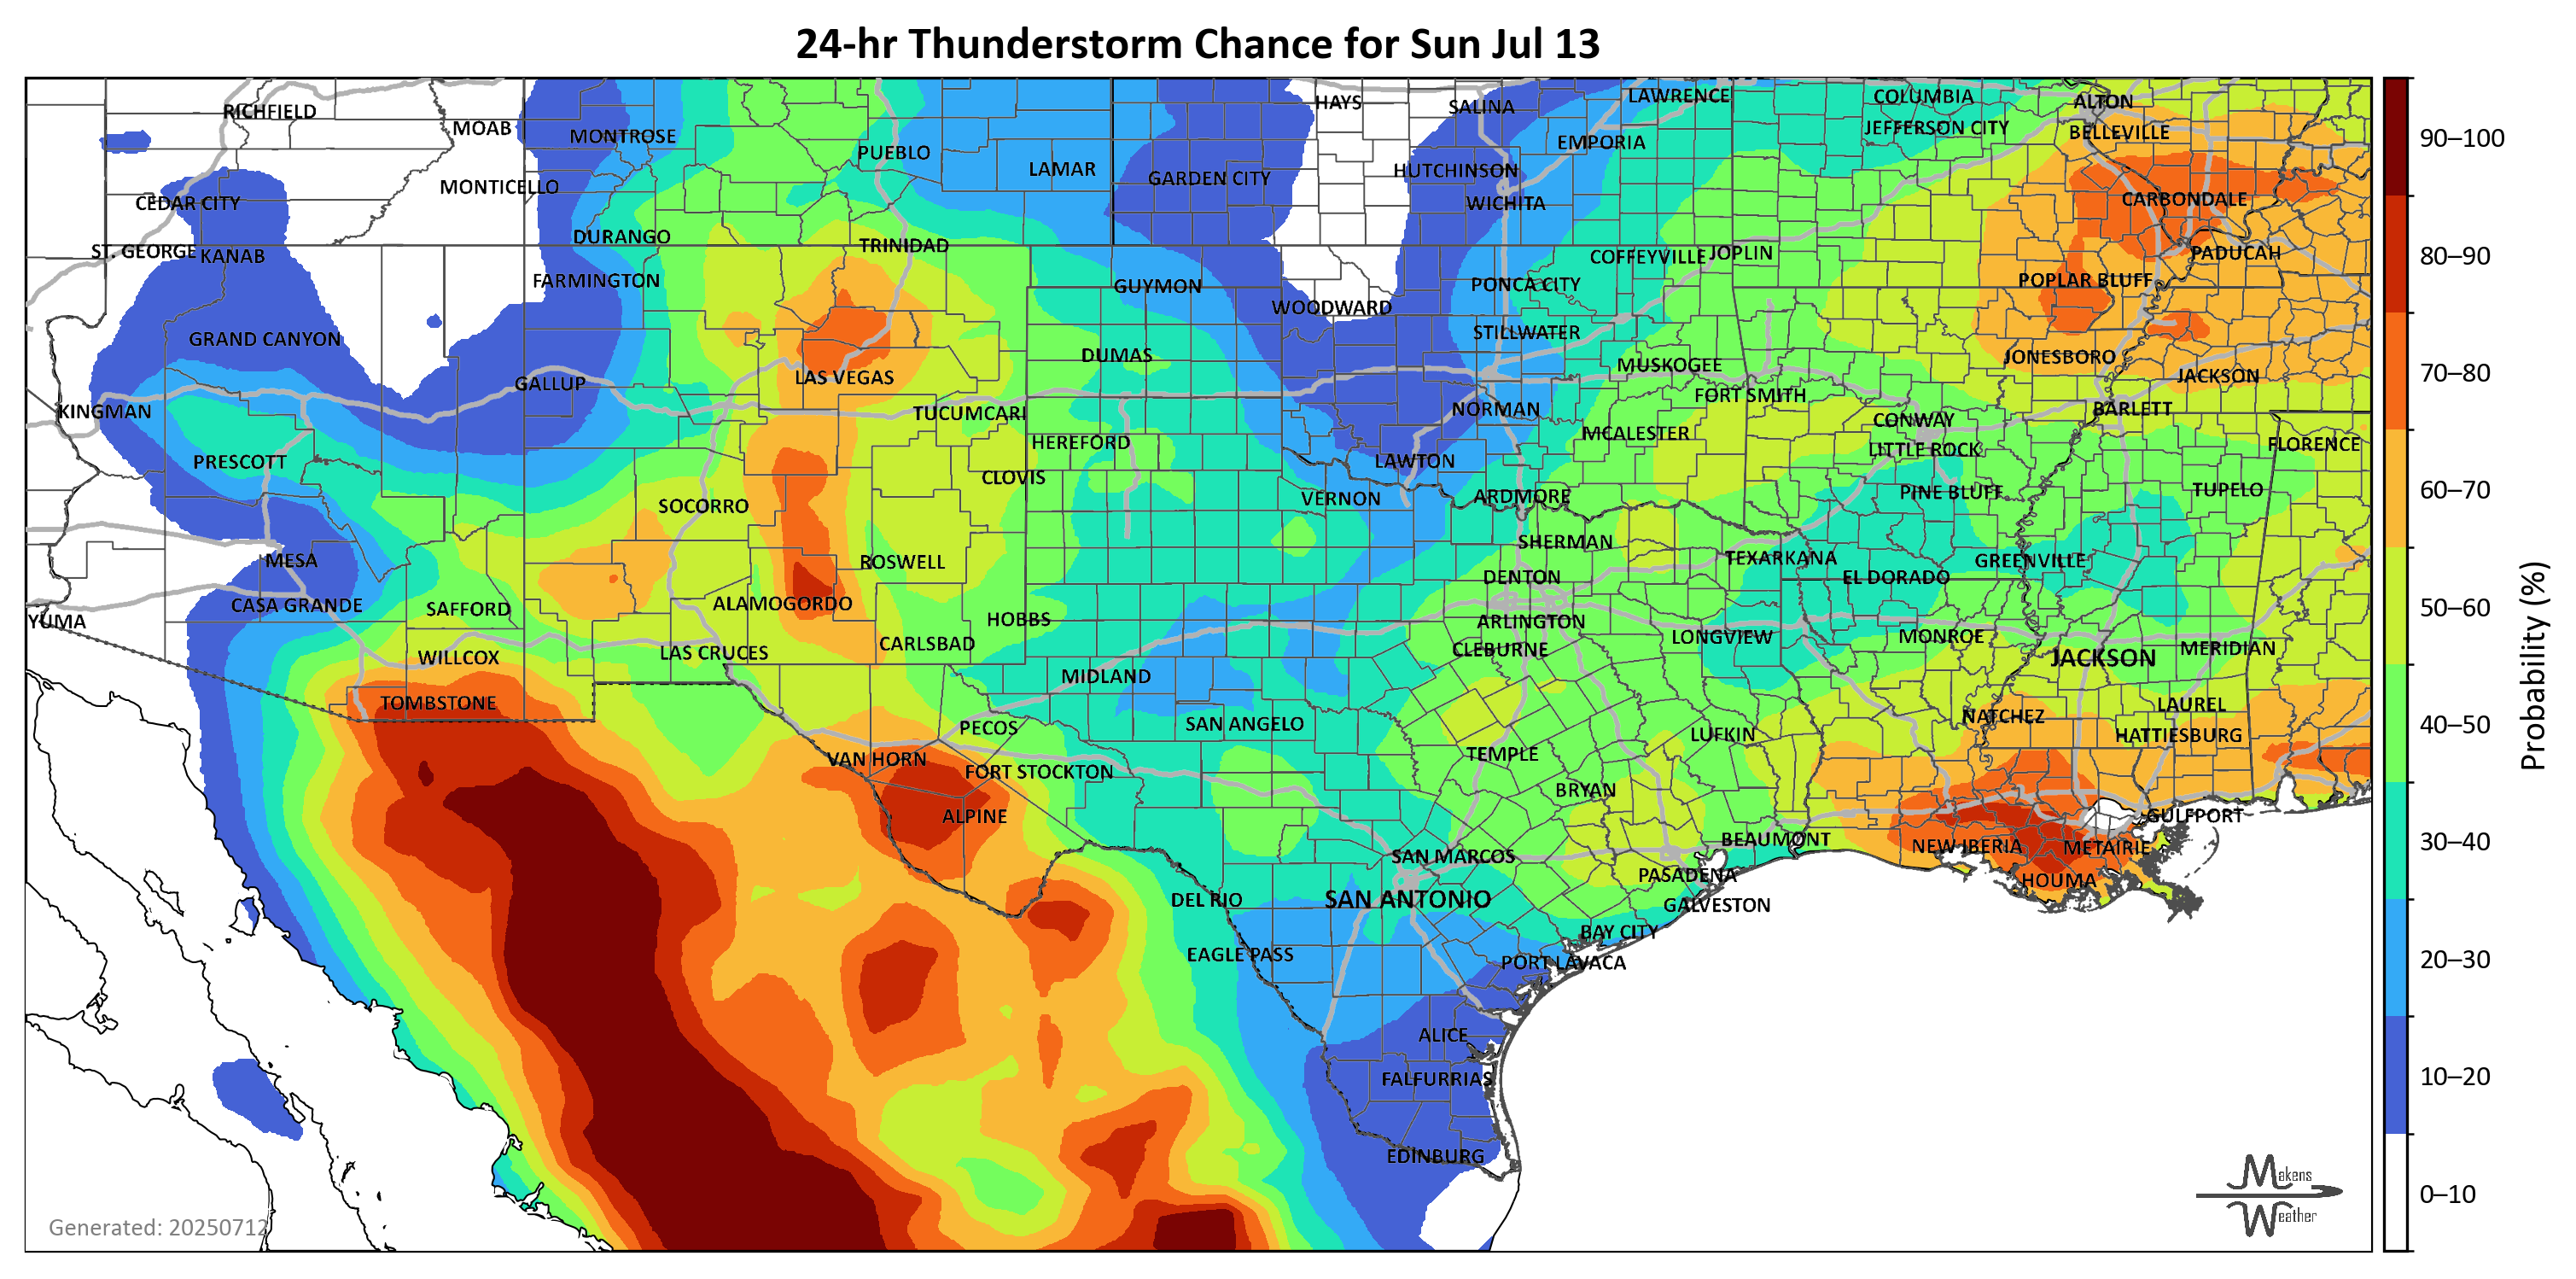 24-hr Thunderstorm Chance for Sun Jul 13
RICHFIELD
MOAB
MONTROSE
PUEBLO
LAMAR
GARDEN CITY
HAYS
SALINA
LAWRENCE
EMPORIA
HUTCHINSON
WICHITA
COLUMBIA
JEFFERSON CITY
ALTON
BELLEVILLE
90–100
MONTICELLO
CEDAR CITY
CARBONDALE
ST. GEORGE
KANAB
DURANGO
TRINIDAD
COFFEYVILLE
JOPLIN
PADUCAH
80–90
FARMINGTON
GUYMON
WOODWARD
PONCA CITY
POPLAR BLUFF
GRAND CANYON
STILLWATER
DUMAS
MUSKOGEE
JONESBORO
JACKSON
70–80
GALLUP
LAS VEGAS
FORT SMITH
KINGMAN
TUCUMCARI
NORMAN
BARLETT
CONWAY
MCALESTER
HEREFORD
LITTLE ROCK
FLORENCE
PRESCOTT
LAWTON
CLOVIS
VERNON
ARDMORE
PINE BLUFF
TUPELO
60–70
SOCORRO
SHERMAN
MESA
ROSWELL
TEXARKANA
GREENVILLE
DENTON
EL DORADO
CASA GRANDE
SAFFORD
ALAMOGORDO
50–60
YUMA
HOBBS
ARLINGTON
LONGVIEW
MONROE
CARLSBAD
CLEBURNE
MERIDIAN
WILLCOX
LAS CRUCES
JACKSON
MIDLAND
TOMBSTONE
LAUREL
NATCHEZ
PECOS
SAN ANGELO
LUFKIN
HATTIESBURG
40–50
VAN HORN
TEMPLE
FORT STOCKTON
BRYAN
ALPINE
GULFPORT
BEAUMONT
NEW IBERIA
METAIRIE
30–40
SAN MARCOS
PASADENA
HOUMA
DEL RIO
SAN ANTONIO
GALVESTON
BAY CITY
EAGLE PASS
PORT LAVACA
20–30
ALICE
FALFURRIAS
10–20
EDINBURG
0–10
Probability (%)
Makens
Weather
Generated: 20250712